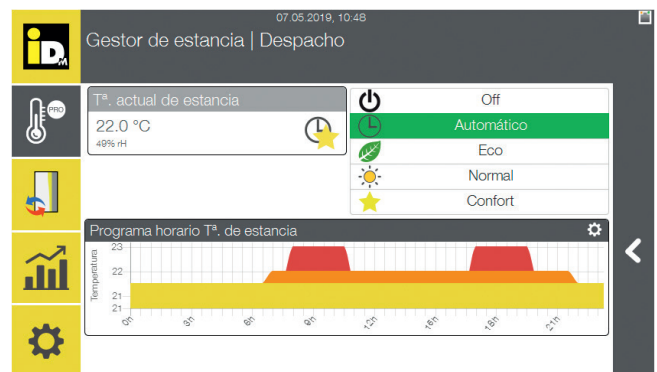 07.05.2019, 10:48
iDM
Gestor de estancia | Despacho
PRO
Tª. actual de estancia
22.0 °C
49% rH
Off
Automático
Eco
Normal
Confort
Programa horario Tª. de estancia
Temperatura
23
22
21
21
0h 3h 6h 9h 12h 15h 18h 21h